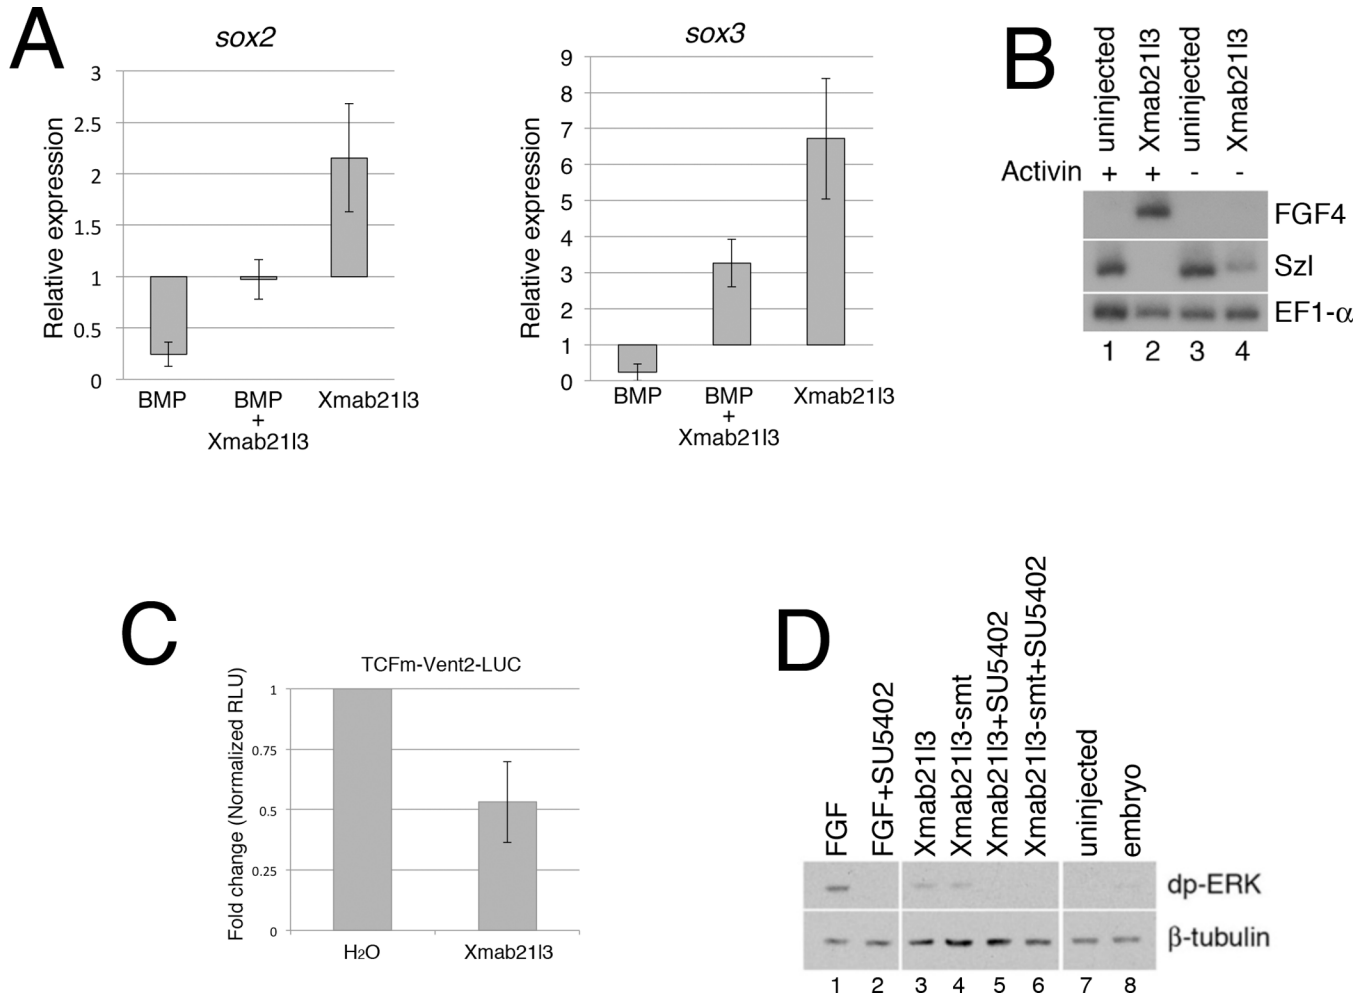 A
sox2
Relative expression
3
2.5
2
1.5
1
0.5
0
BMP
BMP
+
Xmab21l3
Xmab21l3
sox3
Relative expression
9
8
7
6
5
4
3
2
1
0
BMP
BMP
+
Xmab21l3
Xmab21l3
B
uninjected
Xmab21l3
uninjected
Xmab21l3
Activin + + - -
FGF4
Szl
EF1-α
1 2 3 4
C
TCFm-Vent2-LUC
Fold change (Normalized RLU)
1
0.75
0.5
0.25
0
H2O
Xmab21l3
D
FGF
FGF+SU5402
Xmab21l3
Xmab21l3-smt
Xmab21l3+SU5402
Xmab21l3-smt+SU5402
uninjected
embryo
dp-ERK
β-tubulin
1 2 3 4 5 6 7 8